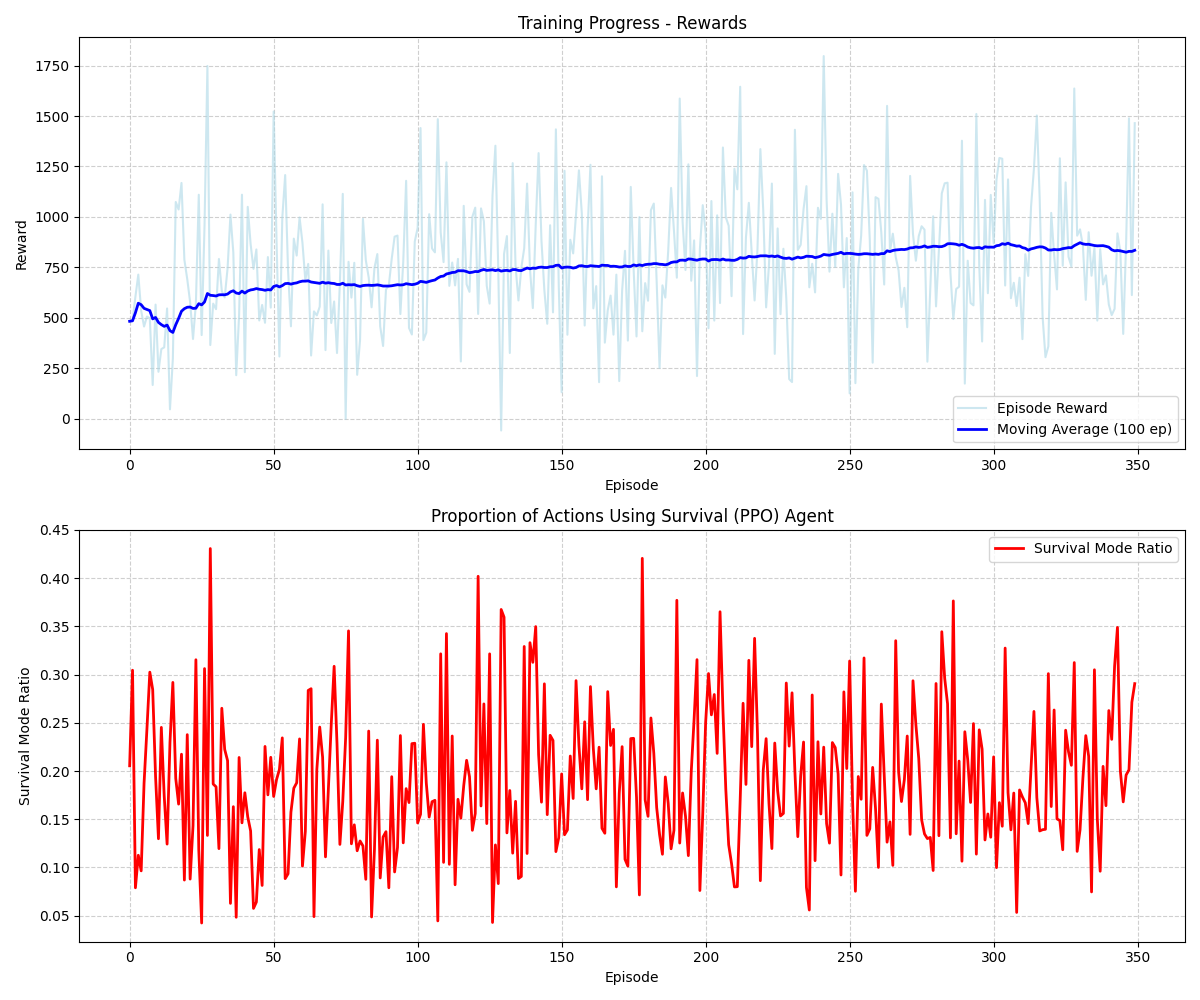 Training Progress - Rewards
Reward
1750
1500
1250
1000
750
500
250
0
Episode Reward
Moving Average (100 ep)
0 50 100 150 200 250 300 350
Episode
Proportion of Actions Using Survival (PPO) Agent
Survival Mode Ratio
0.45
0.40
0.35
0.30
0.25
0.20
0.15
0.10
0.05
Survival Mode Ratio
0 50 100 150 200 250 300 350
Episode